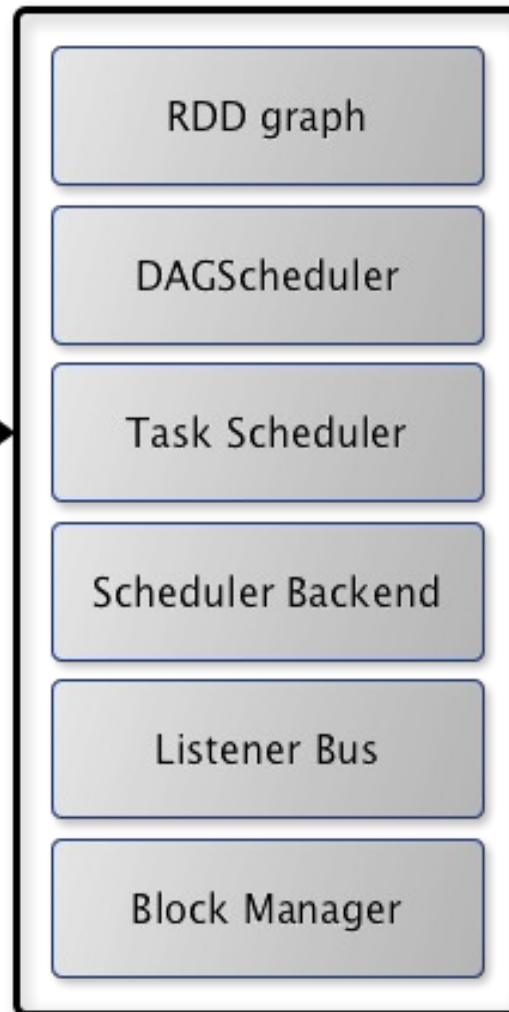 RDD graph
DAGScheduler
Task Scheduler
Scheduler Backend
Listener Bus
Block Manager